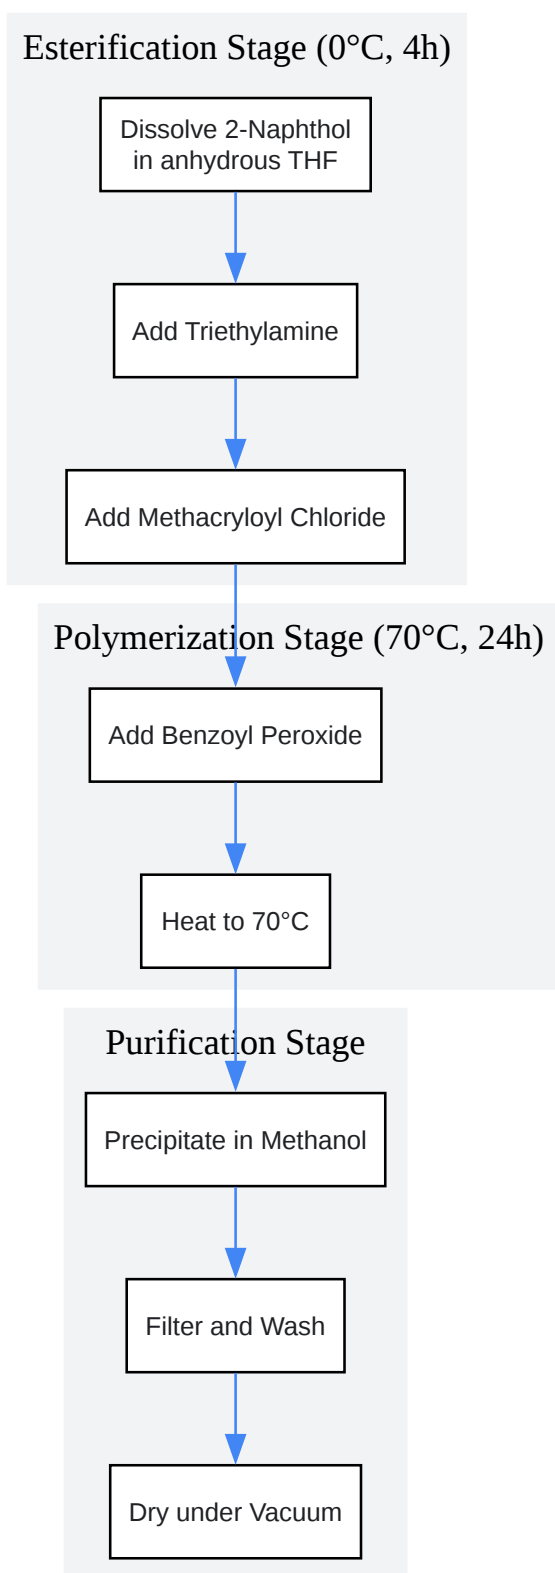 Esterification Stage (0°C, 4h)
Dissolve 2-Naphthol
in anhydrous THF
Add Triethylamine
Add Methacryloyl Chloride
Polymerization Stage (70°C, 24h)
Add Benzoyl Peroxide
Heat to 70°C
Purification Stage
Precipitate in Methanol
Filter and Wash
Dry under Vacuum